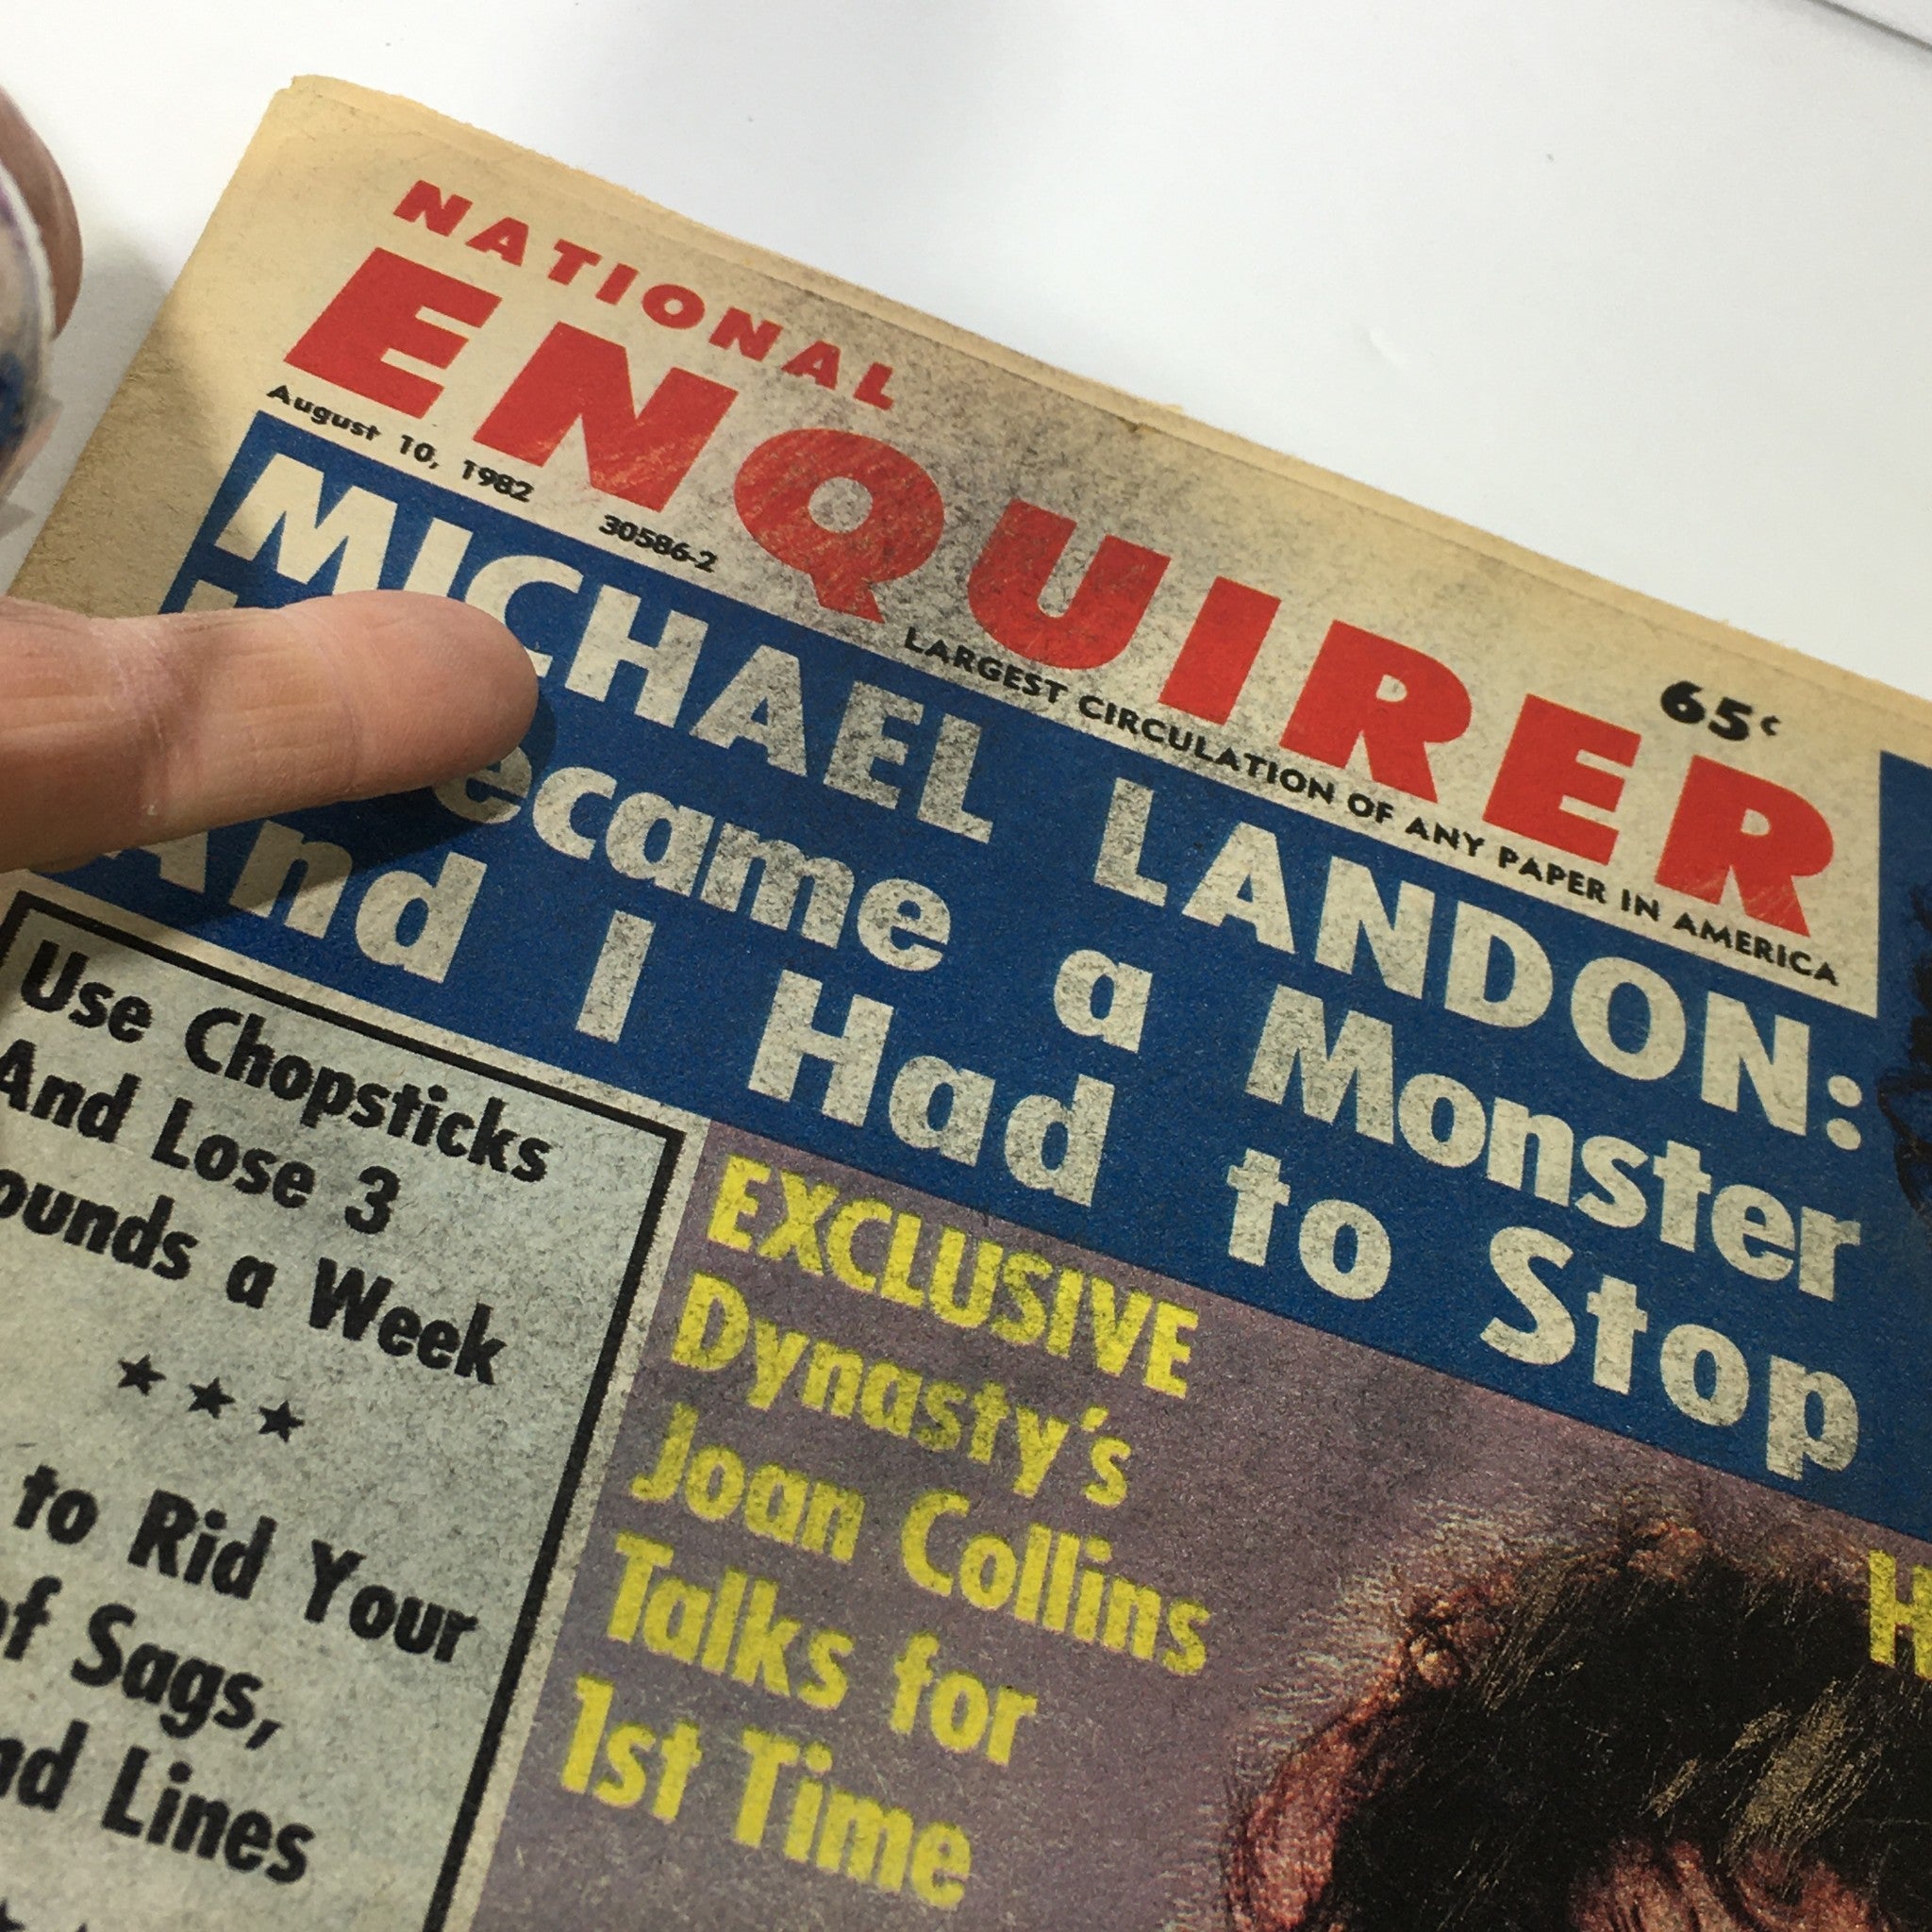 NATIONAL
ENQUIRER
65¢
August 10, 1982 30586-2
LARGEST CIRCULATION OF ANY PAPER IN AMERICA
MICHAEL LANDON:
ecame a Monster
And I Had to Stop
Use Chopsticks
And Lose 3
ounds a Week
★ ★ ★
to Rid Your
of Sags,
nd Lines
EXCLUSIVE
Dynasty's
Joan Collins
Talks for
1st Time
H